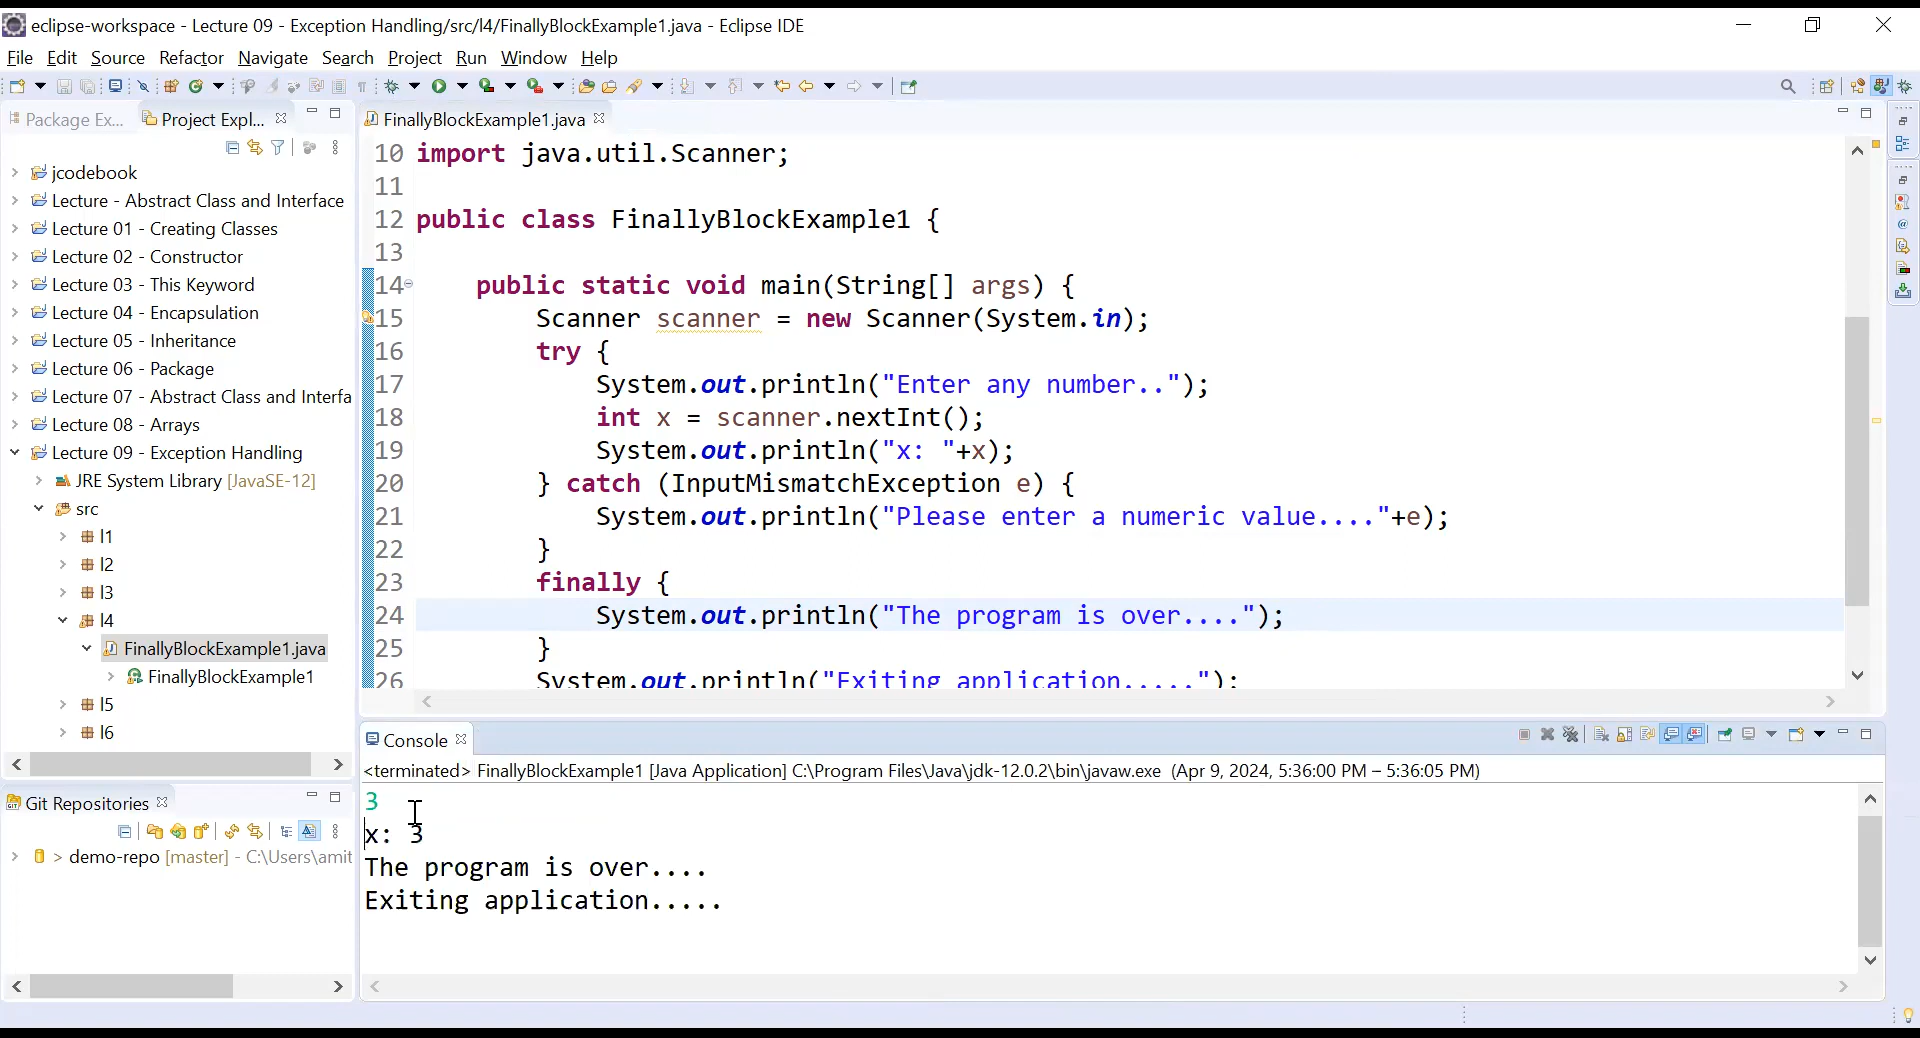 eclipse-workspace - Lecture 09 - Exception Handling/src/l4/FinallyBlockExample1.java - Eclipse IDE
File Edit Source Refactor Navigate Search Project Run Window Help
Package Ex... Project Expl...
FinallyBlockExample1.java
jcodebook
Lecture - Abstract Class and Interface
Lecture 01 - Creating Classes
Lecture 02 - Constructor
Lecture 03 - This Keyword
Lecture 04 - Encapsulation
Lecture 05 - Inheritance
Lecture 06 - Package
Lecture 07 - Abstract Class and Interfa
Lecture 08 - Arrays
Lecture 09 - Exception Handling
JRE System Library [JavaSE-12]
src
l1
l2
l3
l4
FinallyBlockExample1.java
FinallyBlockExample1
l5
l6
10 import java.util.Scanner;
11
12 public class FinallyBlockExample1 {
13
14 public static void main(String[] args) {
15 Scanner scanner = new Scanner(System.in);
16 try {
17 System.out.println("Enter any number..");
18 int x = scanner.nextInt();
19 System.out.println("x: "+x);
20 } catch (InputMismatchException e) {
21 System.out.println("Please enter a numeric value...."+e);
22 }
23 finally {
24 System.out.println("The program is over....");
25 }
26 System.out.println("Exiting application.....");
Git Repositories
> demo-repo [master] - C:\Users\amit
Console
<terminated> FinallyBlockExample1 [Java Application] C:\Program Files\Java\jdk-12.0.2\bin\javaw.exe (Apr 9, 2024, 5:36:00 PM – 5:36:05 PM)
3
x: 3
The program is over....
Exiting application.....